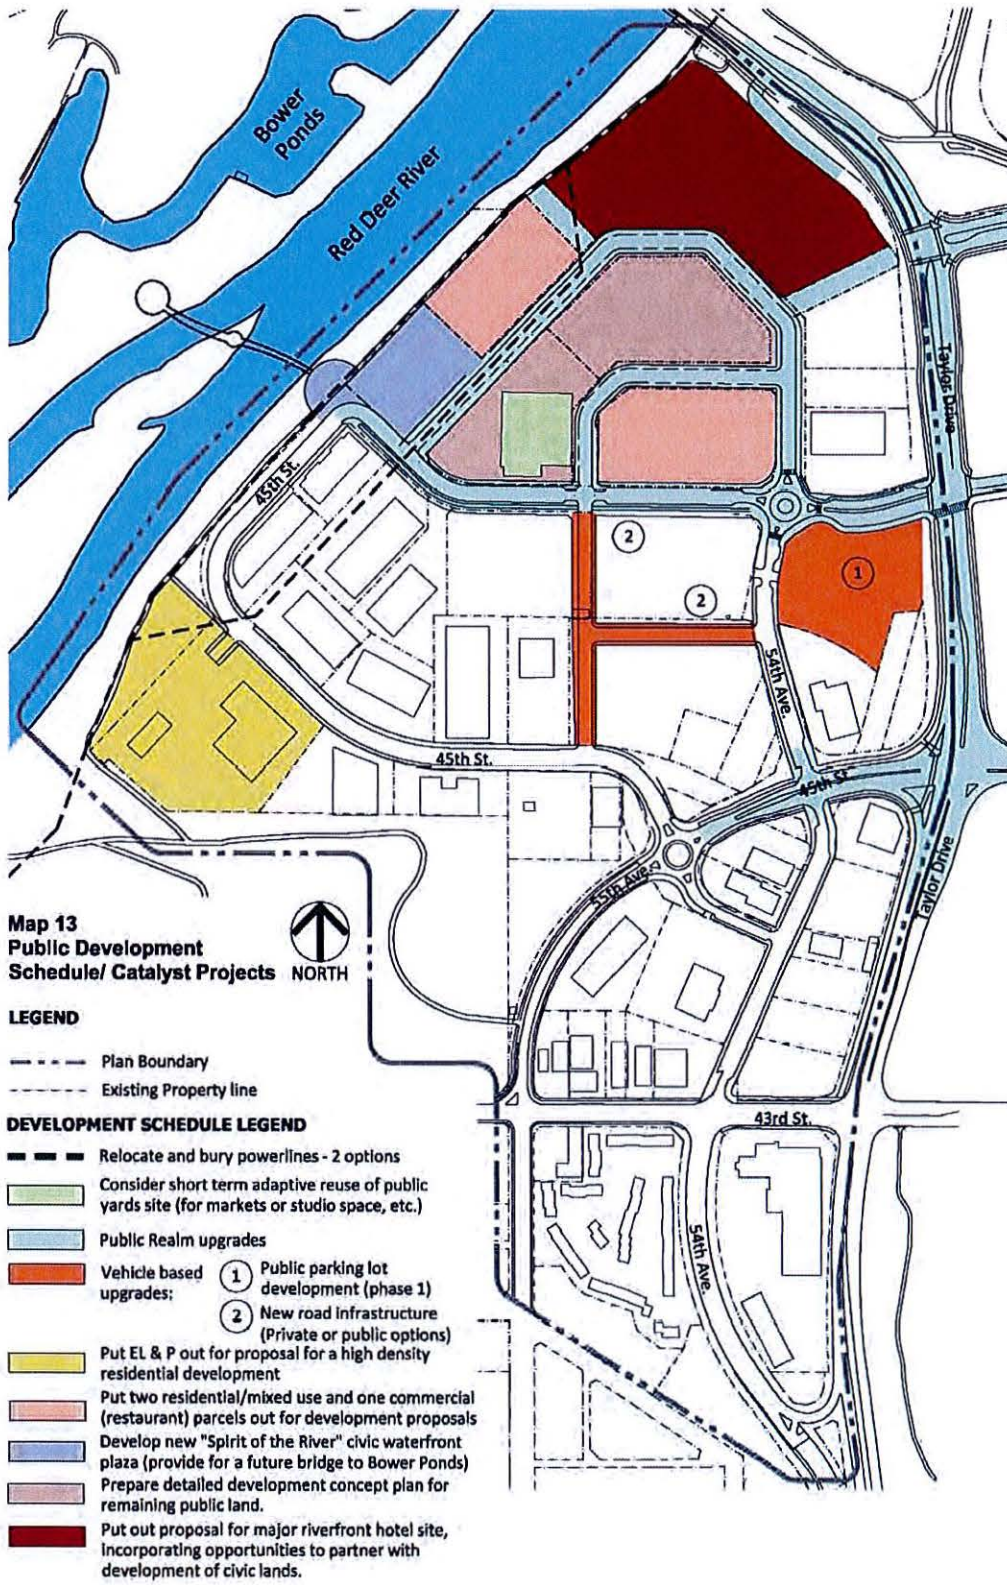 Bower
Ponds
Red Deer River
Taylor Drive
45th St.
2
1
2
54th Ave.
45th St.
45th St.
55th Ave.
Taylor Drive
Map 13
Public Development
Schedule/ Catalyst Projects
NORTH
LEGEND
Plan Boundary
Existing Property line
43rd St.
54th Ave.
DEVELOPMENT SCHEDULE LEGEND
Relocate and bury powerlines - 2 options
Consider short term adaptive reuse of public
yards site (for markets or studio space, etc.)
Public Realm upgrades
Vehicle based
upgrades:
1 Public parking lot
development (phase 1)
2 New road infrastructure
(Private or public options)
Put EL & P out for proposal for a high density
residential development
Put two residential/mixed use and one commercial
(restaurant) parcels out for development proposals
Develop new "Spirit of the River" civic waterfront
plaza (provide for a future bridge to Bower Ponds)
Prepare detailed development concept plan for
remaining public land.
Put out proposal for major riverfront hotel site,
incorporating opportunities to partner with
development of civic lands.